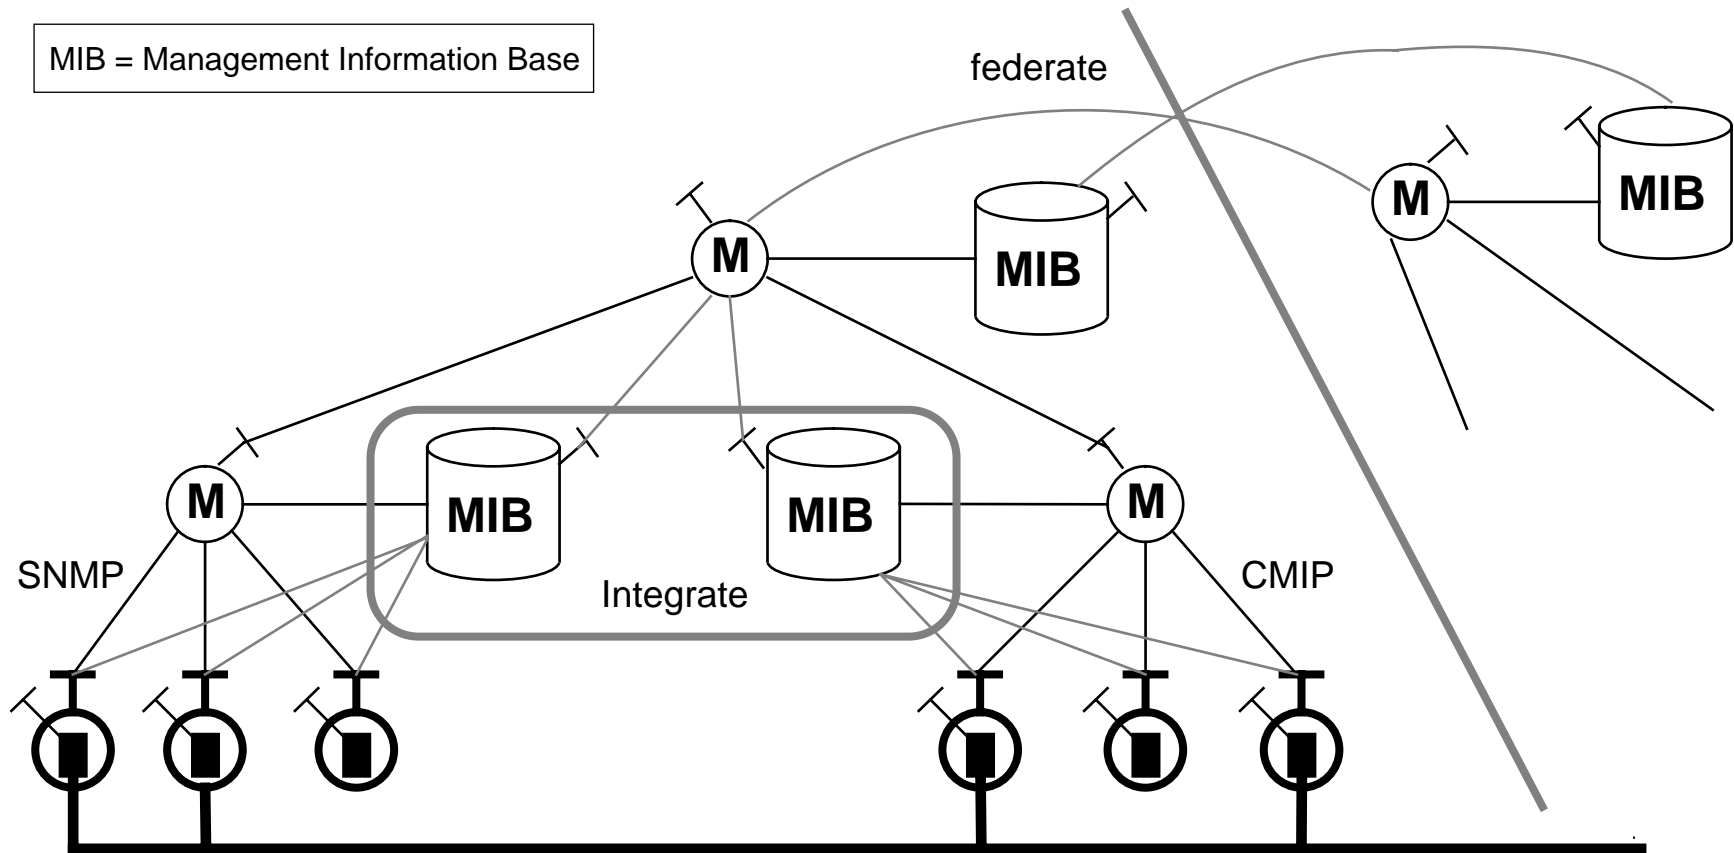 MIB = Management Information Base
federate
MIB
M
M
MIB
M
MIB
MIB
M
SNMP
Integrate
CMIP